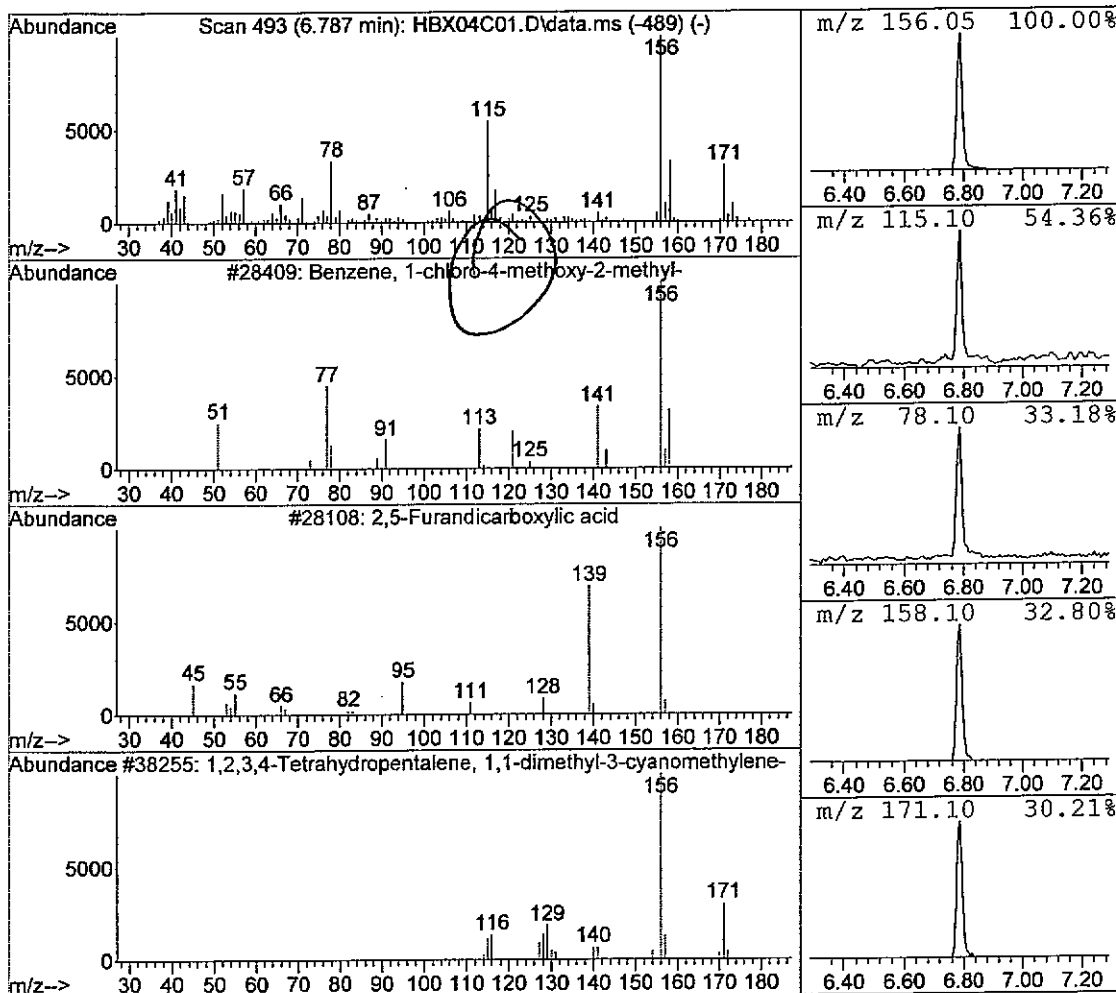 Abundance Scan 493 (6.787 min): HBX04C01.D\data.ms (-489) (-)
156
115
5000
78 171
41 57
66 87 106 125 141
0
m/z--> 30 40 50 60 70 80 90 100 110 120 130 140 150 160 170 180
Abundance #28409: Benzene, 1-chloro-4-methoxy-2-methyl-
156
5000
77
141
51 113
91
125
0
m/z--> 30 40 50 60 70 80 90 100 110 120 130 140 150 160 170 180
Abundance #28108: 2,5-Furandicarboxylic acid
156
139
5000
45 55 95
66 82 111 128
0
m/z--> 30 40 50 60 70 80 90 100 110 120 130 140 150 160 170 180
Abundance #38255: 1,2,3,4-Tetrahydropentalene, 1,1-dimethyl-3-cyanomethylene-
156
5000
171
116 129
140
0
m/z--> 30 40 50 60 70 80 90 100 110 120 130 140 150 160 170 180
m/z 156.05 100.00%
6.40 6.60 6.80 7.00 7.20
m/z 115.10 54.36%
6.40 6.60 6.80 7.00 7.20
m/z 78.10 33.18%
6.40 6.60 6.80 7.00 7.20
m/z 158.10 32.80%
6.40 6.60 6.80 7.00 7.20
m/z 171.10 30.21%
6.40 6.60 6.80 7.00 7.20